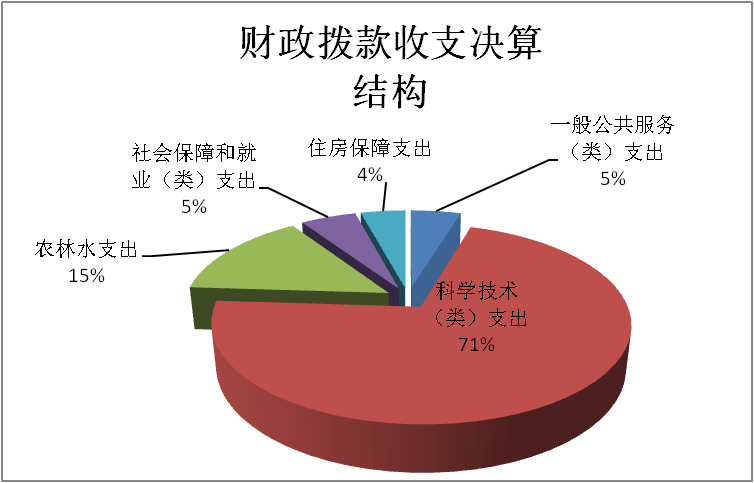 财政拨款收支决算
结构
一般公共服务
（类）支出
5%
住房保障支出
4%
社会保障和就
业（类）支出
5%
农林水支出
15%
科学技术
（类）支出
71%